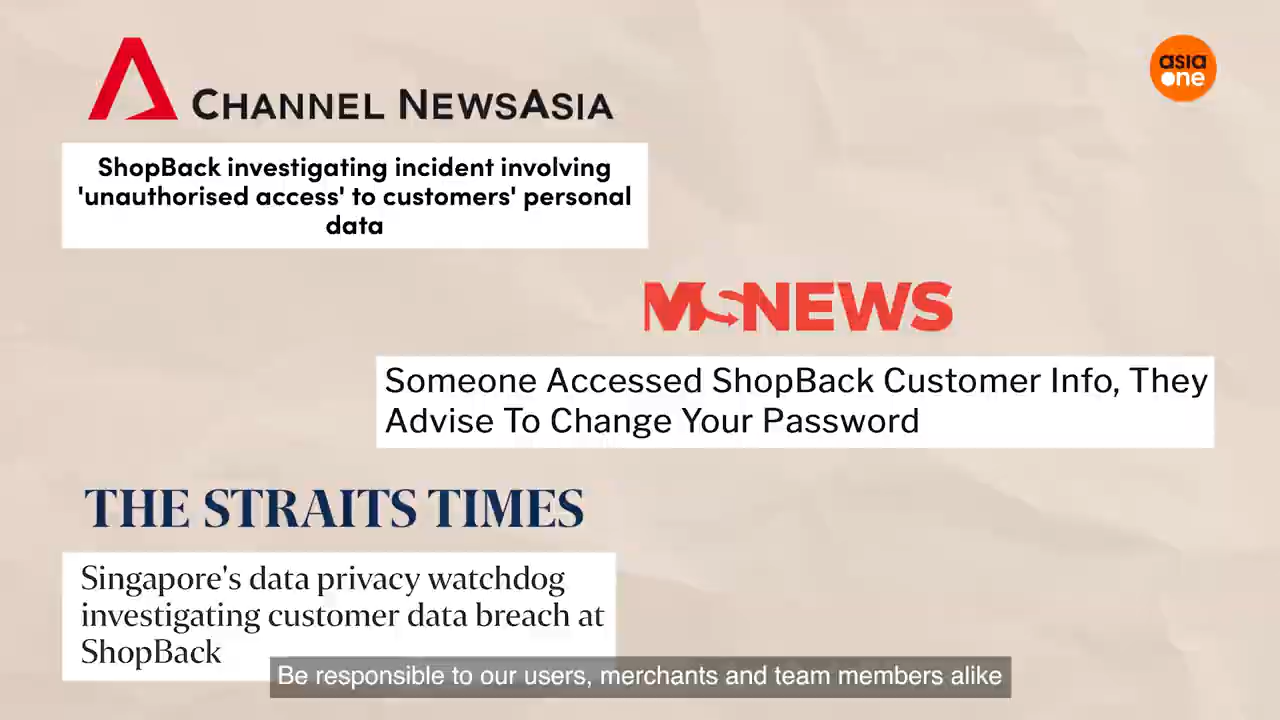 asia
one
CHANNEL NEWSASIA
ShopBack investigating incident involving
'unauthorised access' to customers' personal
data
MSNEWS
Someone Accessed ShopBack Customer Info, They
Advise To Change Your Password
THE STRAITS TIMES
Singapore's data privacy watchdog
investigating customer data breach at
ShopBack
Be responsible to our users, merchants and team members alike